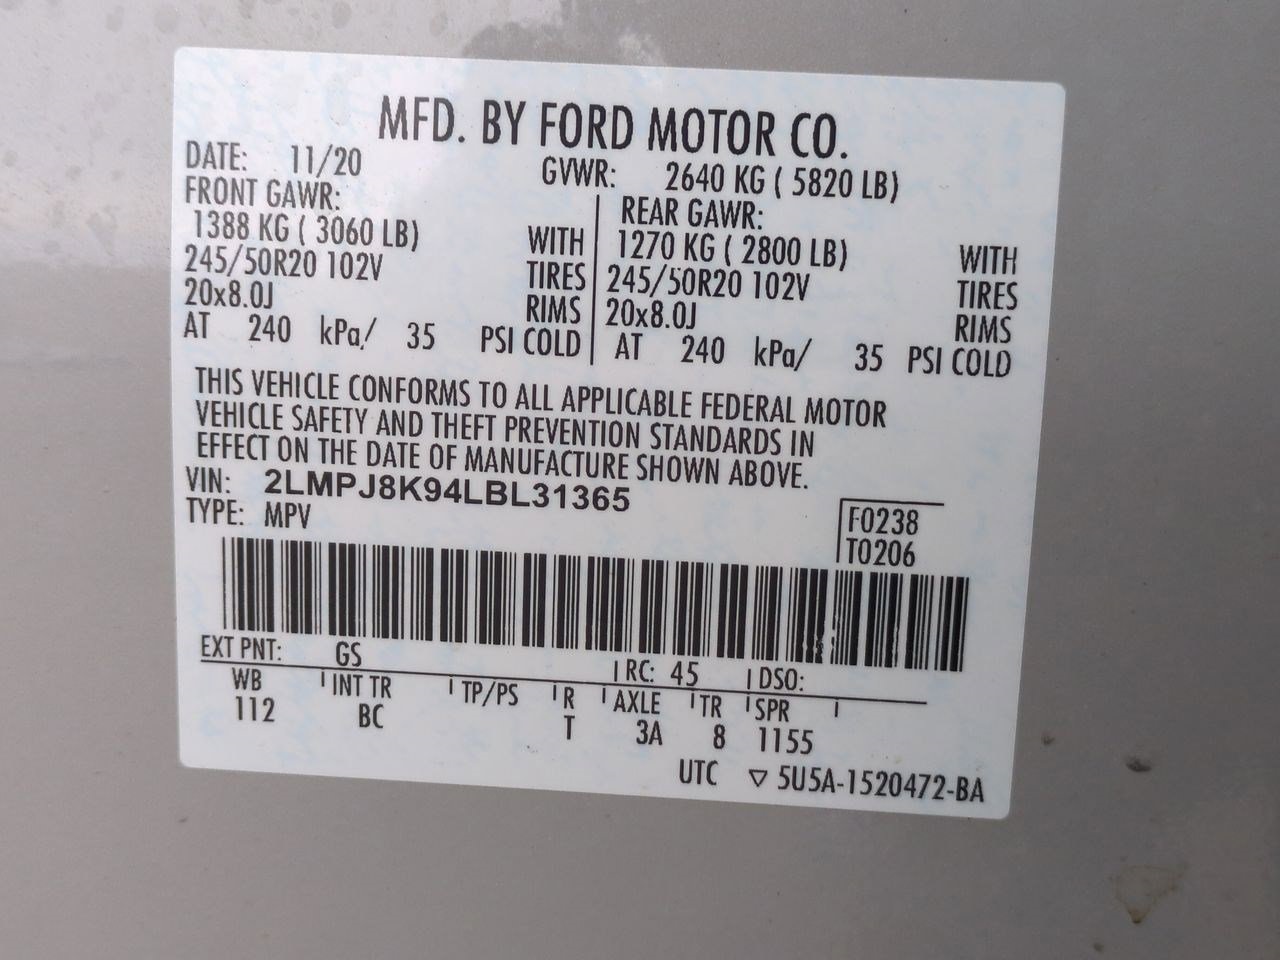 MFD. BY FORD MOTOR CO.
DATE: 11/20 GVWR: 2640 KG ( 5820 LB)
FRONT GAWR: REAR GAWR:
1388 KG ( 3060 LB) WITH 1270 KG ( 2800 LB) WITH
245/50R20 102V TIRES 245/50R20 102V TIRES
20x8.0J RIMS 20x8.0J RIMS
AT 240 kPa/ 35 PSI COLD AT 240 kPa/ 35 PSI COLD
THIS VEHICLE CONFORMS TO ALL APPLICABLE FEDERAL MOTOR
VEHICLE SAFETY AND THEFT PREVENTION STANDARDS IN
EFFECT ON THE DATE OF MANUFACTURE SHOWN ABOVE.
VIN: 2LMPJ8K94LBL31365
TYPE: MPV F0238
T0206
EXT PNT: GS RC: 45 DSO:
WB INT TR TP/PS R AXLE TR SPR
112 BC T 3A 8 1155
UTC ▽ 5U5A-1520472-BA